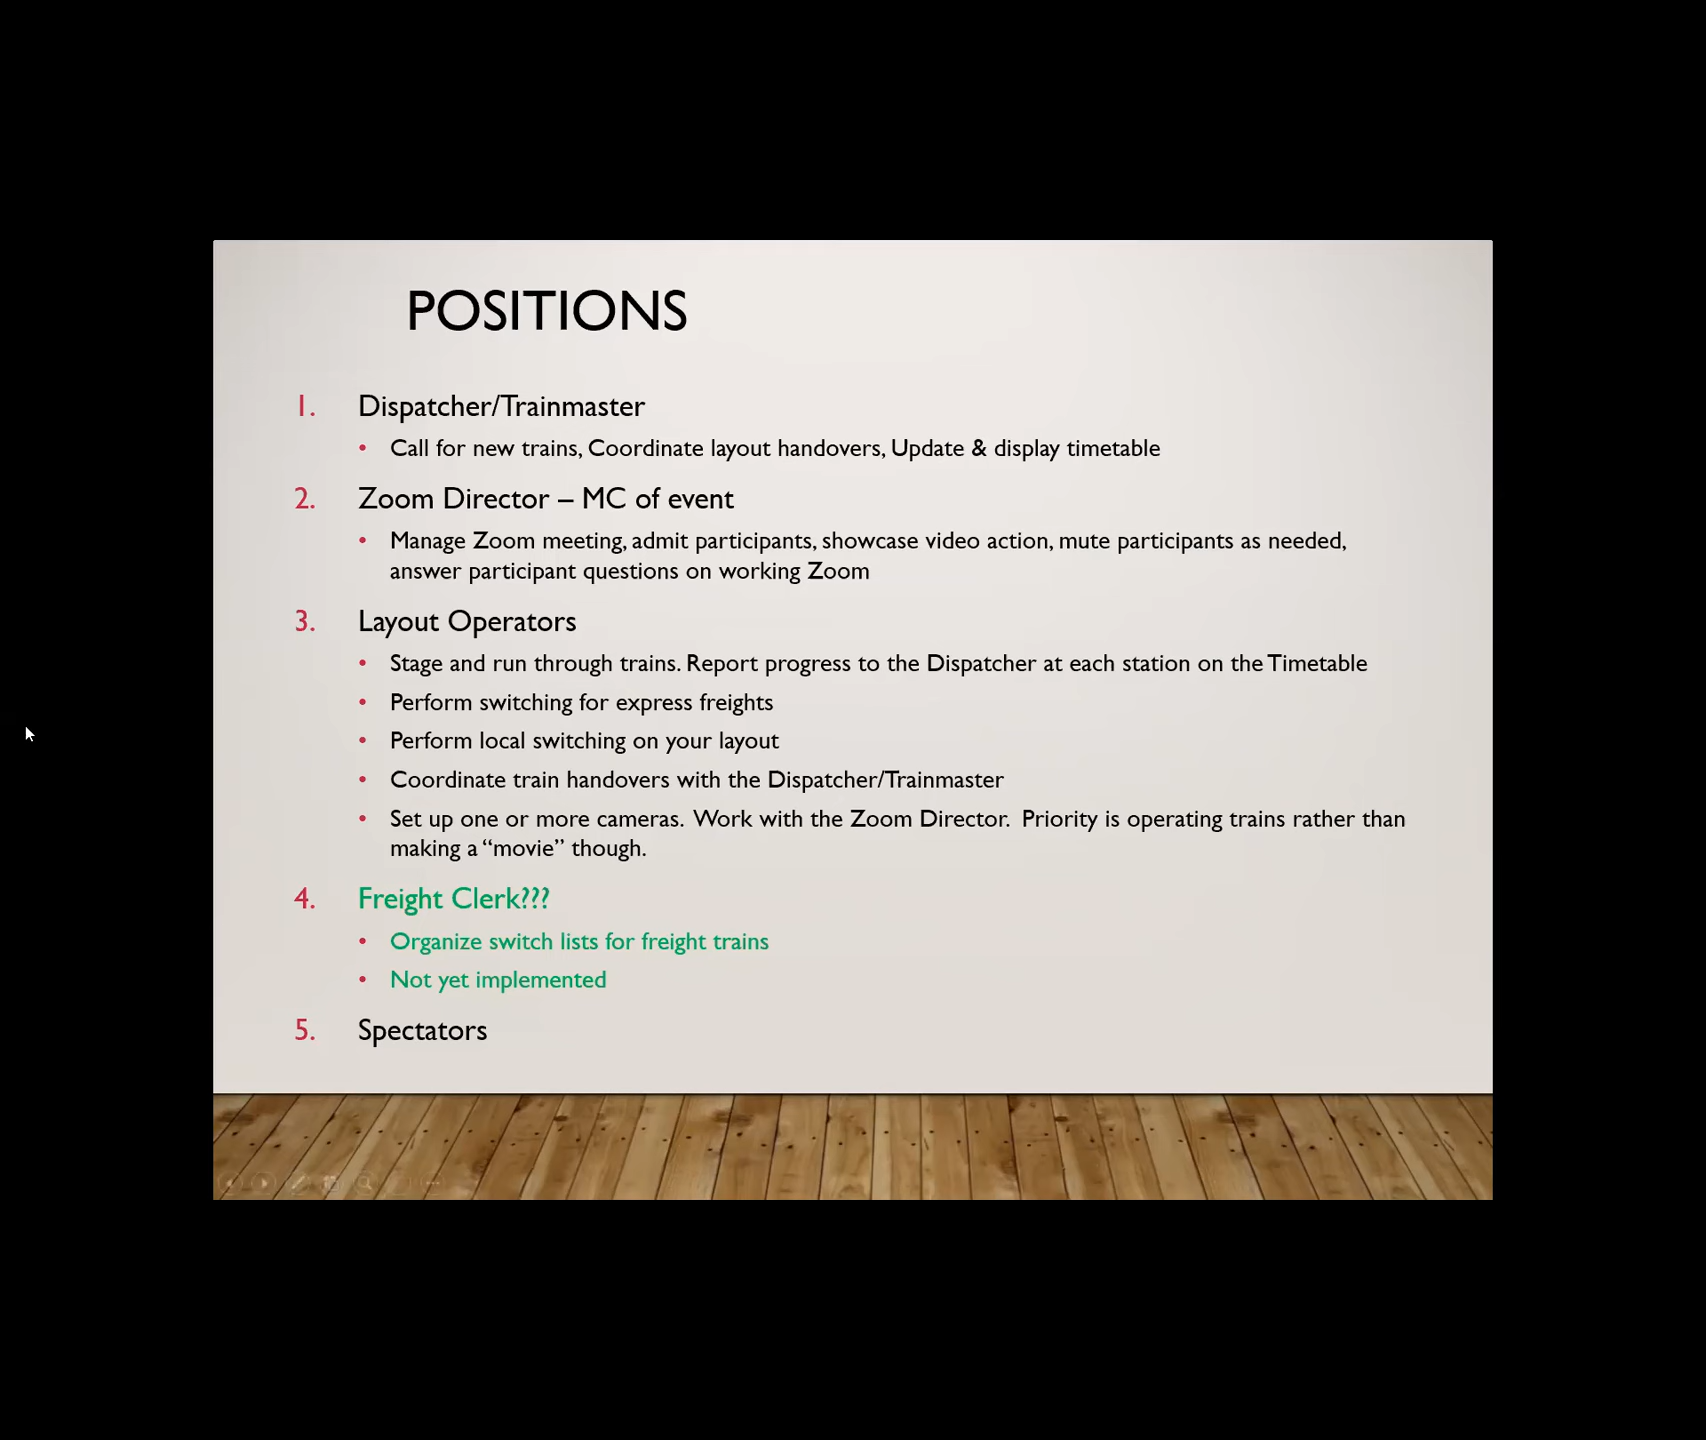 POSITIONS
1. Dispatcher/Trainmaster
• Call for new trains, Coordinate layout handovers, Update & display timetable
2. Zoom Director – MC of event
• Manage Zoom meeting, admit participants, showcase video action, mute participants as needed,
answer participant questions on working Zoom
3. Layout Operators
• Stage and run through trains. Report progress to the Dispatcher at each station on the Timetable
• Perform switching for express freights
• Perform local switching on your layout
• Coordinate train handovers with the Dispatcher/Trainmaster
• Set up one or more cameras.  Work with the Zoom Director.  Priority is operating trains rather than
making a “movie” though.
4. Freight Clerk???
• Organize switch lists for freight trains
• Not yet implemented
5. Spectators